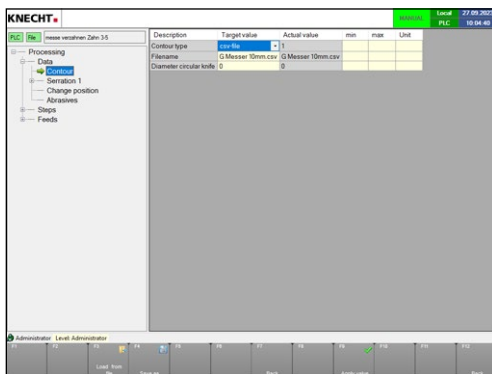 KNECHT
MANUAL
Local 27.09.2023
PLC 10:04:40
PLC File messe verzahnen Zahn 3-5
Processing
Data
Contour
Serration 1
Change position
Abrasives
Steps
Feeds
Description Target value Actual value min max Unit
Contour type csv-file 1
Filename G Messer 10mm.csv G Messer 10mm.csv
Diameter circular knife 0 0
Administrator Level: Administrator
F1 F2 F3 F4 F5 F6 F7 F8 F9 F10 F11 F12
Load from